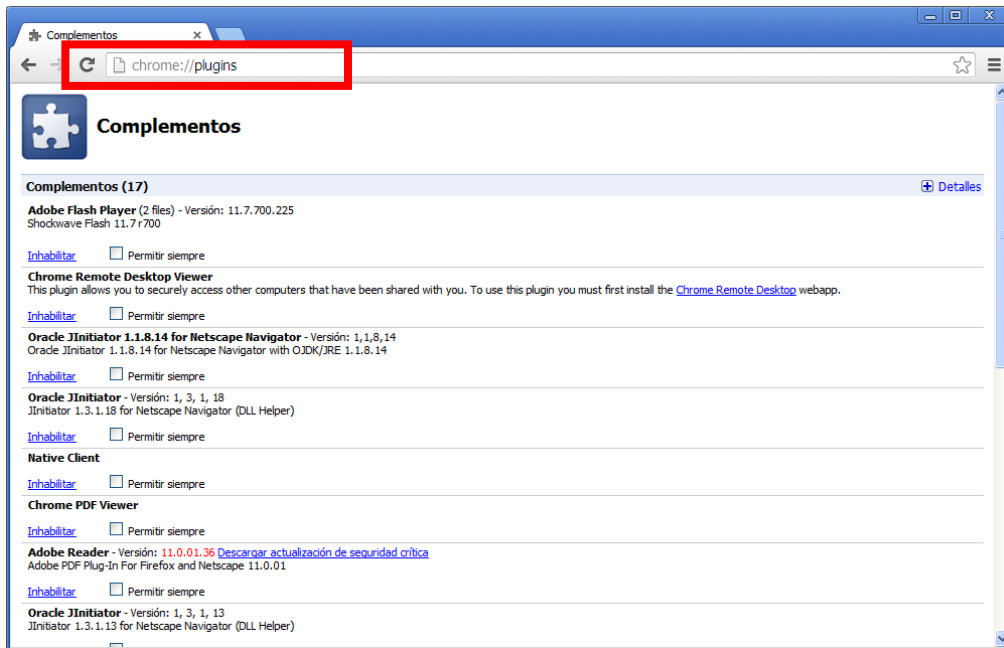 Complementos
chrome://plugins
Complementos
Complementos (17)
Detalles
Adobe Flash Player (2 files) - Versión: 11.7.700.225
Shockwave Flash 11.7 r700
Inhabilitar Permitir siempre
Chrome Remote Desktop Viewer
This plugin allows you to securely access other computers that have been shared with you. To use this plugin you must first install the Chrome Remote Desktop webapp.
Inhabilitar Permitir siempre
Oracle JInitiator 1.1.8.14 for Netscape Navigator - Versión: 1,1,8,14
Oracle JInitiator 1.1.8.14 for Netscape Navigator with OJDK/JRE 1.1.8.14
Inhabilitar Permitir siempre
Oracle JInitiator - Versión: 1, 3, 1, 18
JInitiator 1.3.1.18 for Netscape Navigator (DLL Helper)
Inhabilitar Permitir siempre
Native Client
Inhabilitar Permitir siempre
Chrome PDF Viewer
Inhabilitar Permitir siempre
Adobe Reader - Versión: 11.0.01.36 Descargar actualización de seguridad crítica
Adobe PDF Plug-In For Firefox and Netscape 11.0.01
Inhabilitar Permitir siempre
Oracle JInitiator - Versión: 1, 3, 1, 13
JInitiator 1.3.1.13 for Netscape Navigator (DLL Helper)